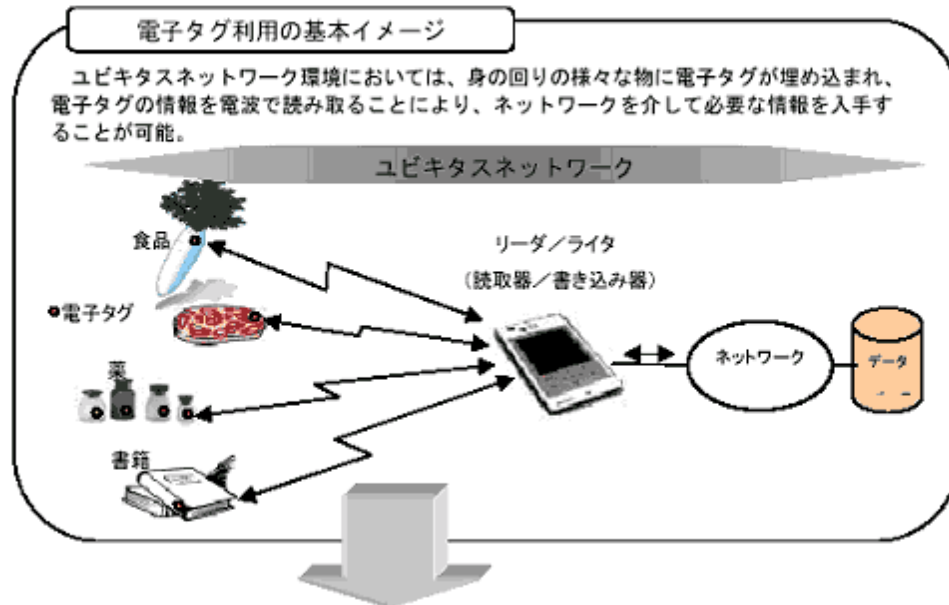 電子タグ利用の基本イメージ
ユビキタスネットワーク環境においては、身の回りの様々な物に電子タグが埋め込まれ、
電子タグの情報を電波で読み取ることにより、ネットワークを介して必要な情報を入手す
ることが可能。
ユビキタスネットワーク
食品
リーダ／ライタ
（読取器／書き込み器）
電子タグ
ネットワーク
データ
薬
書籍